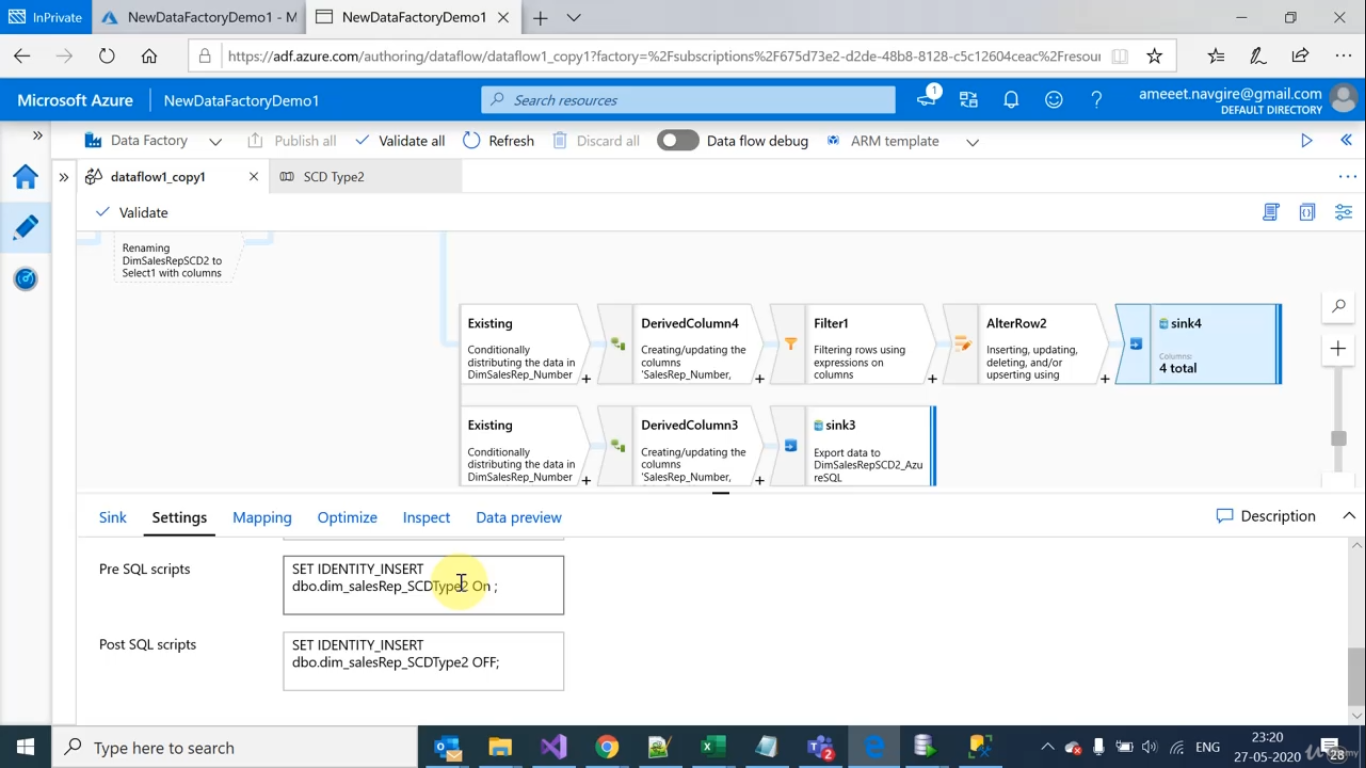 InPrivate
NewDataFactoryDemo1 - M
NewDataFactoryDemo1
https://adf.azure.com/authoring/dataflow/dataflow1_copy1?factory=%2Fsubscriptions%2F675d73e2-d2de-48b8-8128-c5c12604ceac%2Fresour
Microsoft Azure
NewDataFactoryDemo1
Search resources
1
ameeet.navgire@gmail.com
DEFAULT DIRECTORY
Data Factory
Publish all
Validate all
Refresh
Discard all
Data flow debug
ARM template
dataflow1_copy1
SCD Type2
Validate
Renaming
DimSalesRepSCD2 to
Select1 with columns
Existing
Conditionally
distributing the data in
DimSalesRep_Number
DerivedColumn4
Creating/updating the
columns
'SalesRep_Number,
Filter1
Filtering rows using
expressions on
columns
AlterRow2
Inserting, updating,
deleting, and/or
upserting using
sink4
Columns:
4 total
Existing
Conditionally
distributing the data in
DimSalesRep_Number
DerivedColumn3
Creating/updating the
columns
'SalesRep_Number,
sink3
Export data to
DimSalesRepSCD2_Azu
reSQL
Sink
Settings
Mapping
Optimize
Inspect
Data preview
Description
Pre SQL scripts
SET IDENTITY_INSERT
dbo.dim_salesRep_SCDType2 On ;
Post SQL scripts
SET IDENTITY_INSERT
dbo.dim_salesRep_SCDType2 OFF;
Type here to search
ENG
23:20
27-05-2020
28